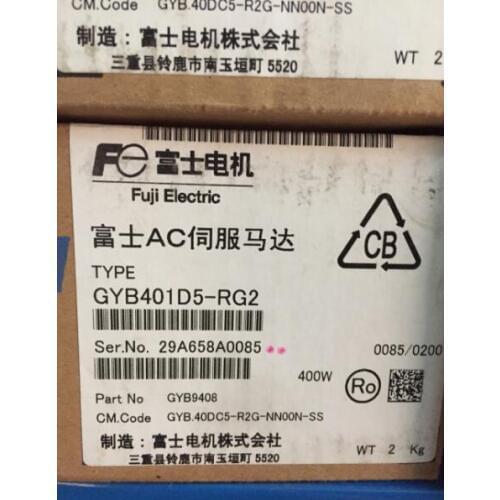 CM.Code GYB.40DC5-R2G-NN00N-SS
制造：富士电机株式会社
三重县铃鹿市南玉垣町 5520
WT 2
Fe 富士电机
Fuji Electric
富士AC伺服马达
CB
TYPE
GYB401D5-RG2
Ser.No. 29A658A0085
0085/0200
400W
Ro
Part No GYB9408
CM.Code GYB.40DC5-R2G-NN00N-SS
制造：富士电机株式会社
三重县铃鹿市南玉垣町 5520
WT 2 Kg